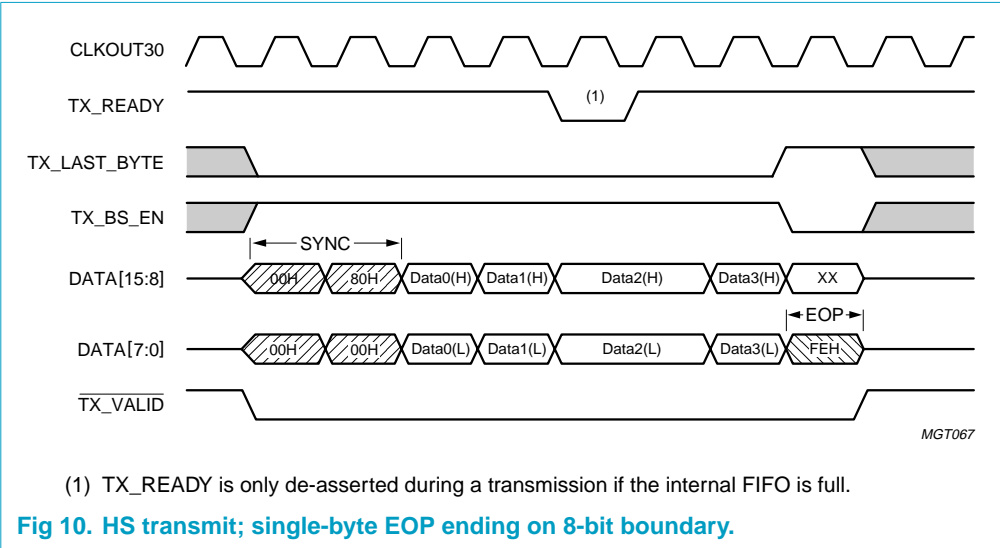 CLKOUT30
TX_READY
(1)
TX_LAST_BYTE
TX_BS_EN
SYNC
DATA[15:8]
00H
80H
Data0(H)
Data1(H)
Data2(H)
Data3(H)
XX
EOP
DATA[7:0]
00H
00H
Data0(L)
Data1(L)
Data2(L)
Data3(L)
FEH
TX_VALID
MGT067
(1) TX_READY is only de-asserted during a transmission if the internal FIFO is full.
Fig 10. HS transmit; single-byte EOP ending on 8-bit boundary.